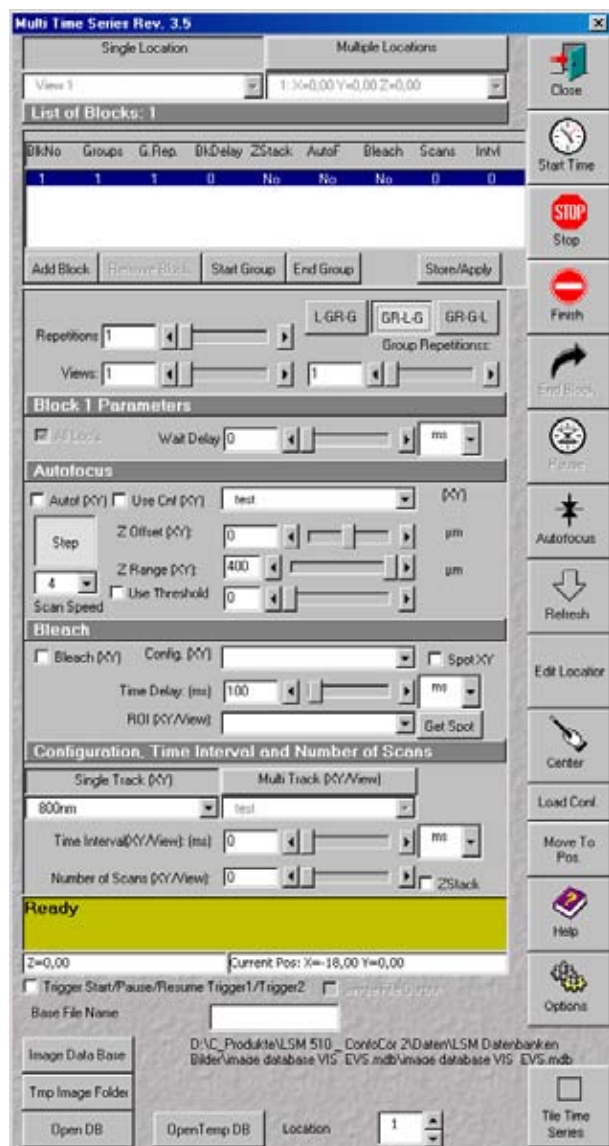 Multi Time Series Rev. 3.5
Single Location
Multiple Locations
View 1
1: X=0,00 Y=0,00 Z=0,00
Close
List of Blocks: 1
BlkNo Groups G.Rep. BkDelay ZStack AutoF Bleach Scans Intvl
1 1 1 0 No No No 0 0
Start Time
Stop
Add Block
Remove Block
Start Group
End Group
Store/Apply
Finish
L-GR-G
GR-L-G
GR-G-L
Repetitions 1
Group Repetitions:
Views: 1
1
End Block
Block 1 Parameters
Wait Delay 0
ms
Pause
Autofocus
Autof (XY)
Use Cnf (XY)
test
(XY)
Step
Z Offset (XY):
0
µm
Autofocus
Z Range (XY):
400
µm
4
Use Threshold
0
Scan Speed
Refresh
Bleach
Bleach (XY)
Config. (XY)
Spot XY
Edit Location
Time Delay: (ms) 100
ms
ROI (XY/View):
Get Spot
Center
Configuration, Time Interval and Number of Scans
Single Track (XY)
Multi Track (XY/View)
800nm
test
Load Conf.
Time Interval(XY/View): (ms) 0
ms
Move To
Pos.
Number of Scans (XY/View): 0
ZStack
Ready
Help
Z=0,00
Current Pos: X=-18,00 Y=0,00
Trigger Start/Pause/Resume Trigger1/Trigger2
Base File Name
Options
Image Data Base
D:\C_Produkte\LSM 510 _ ConfoCor 2\Daten\LSM Datenbanken
Bilder\image database VIS_EVS.mdb\image database VIS_EVS.mdb
Tmp Image Folder
Open DB
OpenTemp DB
Location
1
Tile Time
Series